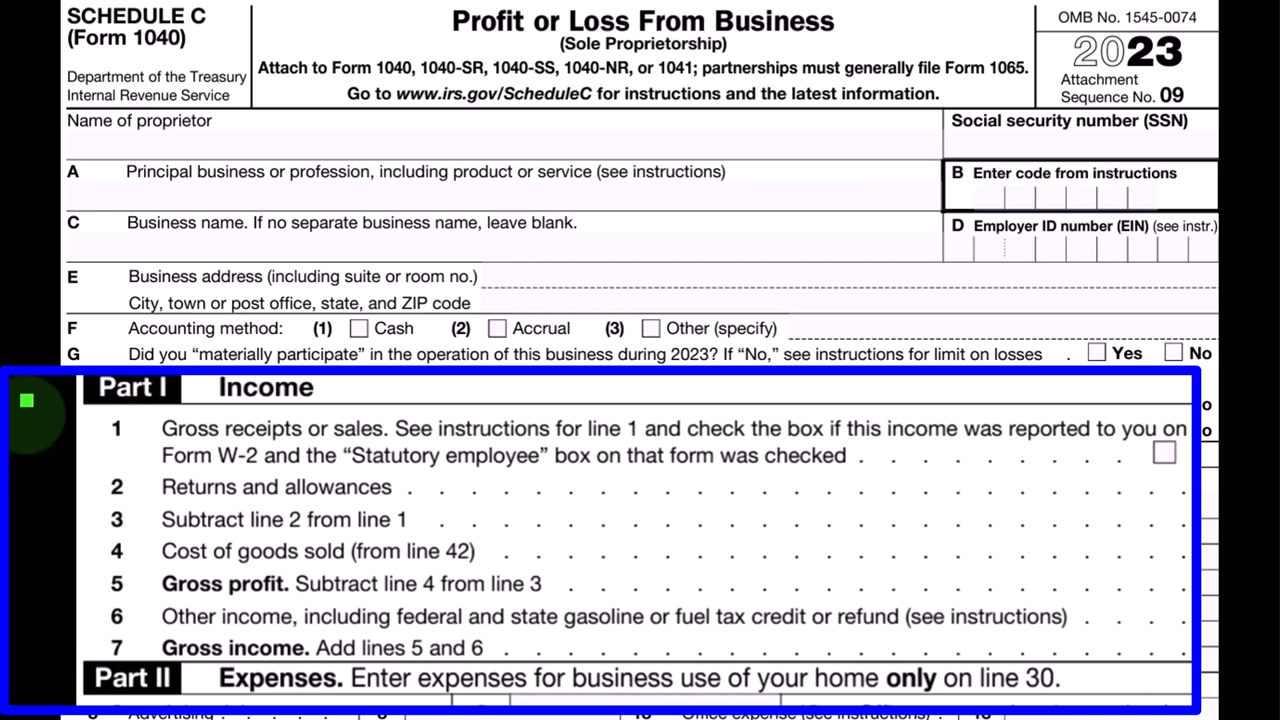 SCHEDULE C
(Form 1040)
Department of the Treasury
Internal Revenue Service
Profit or Loss From Business
(Sole Proprietorship)
Attach to Form 1040, 1040-SR, 1040-SS, 1040-NR, or 1041; partnerships must generally file Form 1065.
Go to www.irs.gov/ScheduleC for instructions and the latest information.
OMB No. 1545-0074
2023
Attachment
Sequence No. 09
Name of proprietor
Social security number (SSN)
A Principal business or profession, including product or service (see instructions)
B Enter code from instructions
C Business name. If no separate business name, leave blank.
D Employer ID number (EIN) (see instr.)
E Business address (including suite or room no.)
City, town or post office, state, and ZIP code
F Accounting method: (1) Cash (2) Accrual (3) Other (specify)
G Did you “materially participate” in the operation of this business during 2023? If “No,” see instructions for limit on losses . Yes No
Part I Income
1 Gross receipts or sales. See instructions for line 1 and check the box if this income was reported to you on
Form W-2 and the “Statutory employee” box on that form was checked . . . . . . . . .
2 Returns and allowances . . . . . . . . . . . . . . . . . . . . . .
3 Subtract line 2 from line 1 . . . . . . . . . . . . . . . . . . . . .
4 Cost of goods sold (from line 42) . . . . . . . . . . . . . . . . . . .
5 Gross profit. Subtract line 4 from line 3 . . . . . . . . . . . . . . . . .
6 Other income, including federal and state gasoline or fuel tax credit or refund (see instructions) . . . .
7 Gross income. Add lines 5 and 6 . . . . . . . . . . . . . . . . . . .
Part II Expenses. Enter expenses for business use of your home only on line 30.